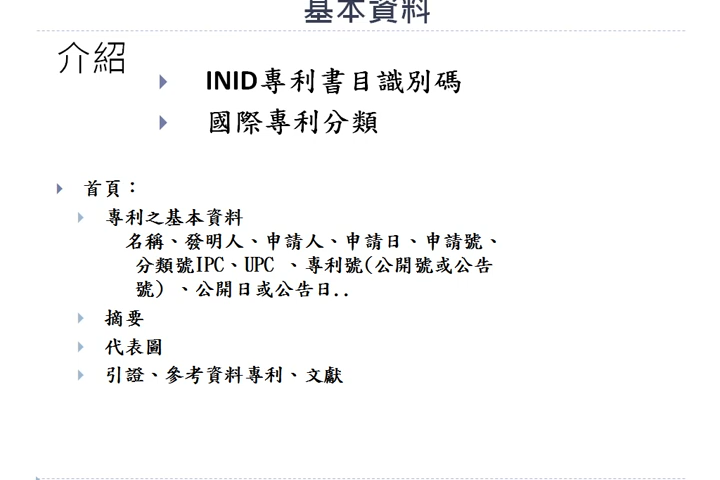 基本資料
介紹
INID專利書目識別碼
國際專利分類
首頁：
專利之基本資料
名稱、發明人、申請人、申請日、申請號、
分類號IPC、UPC 、專利號(公開號或公告
號) 、公開日或公告日..
摘要
代表圖
引證、參考資料專利、文獻